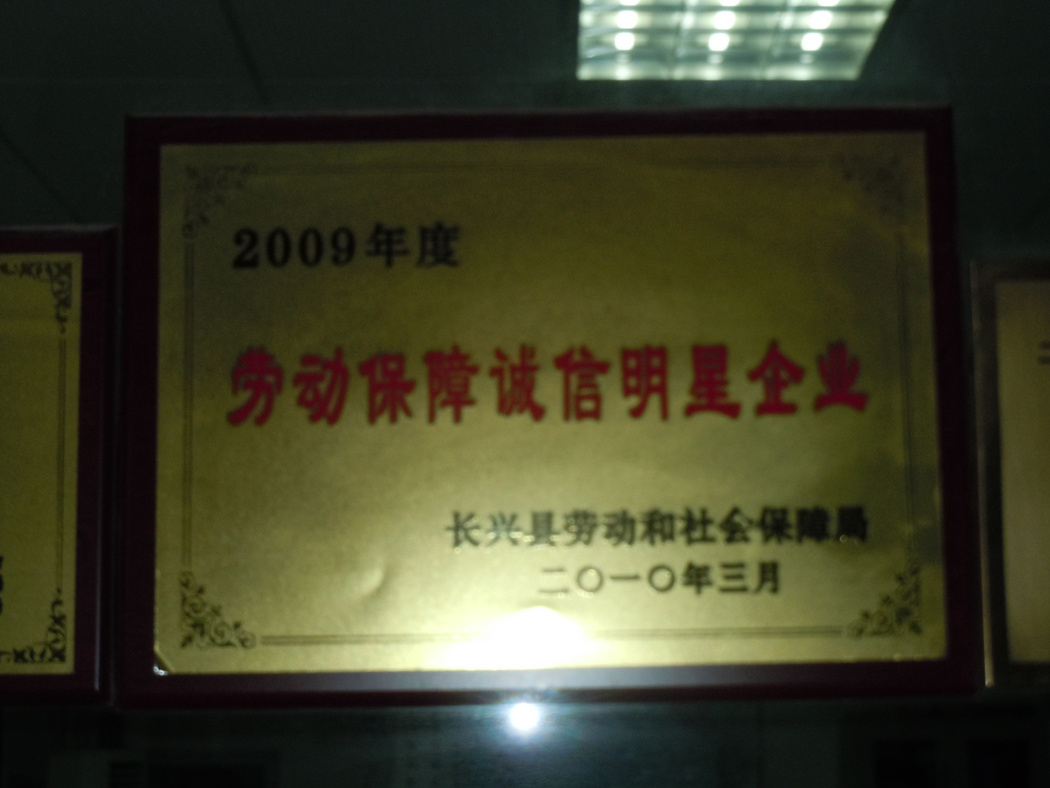 2009年度
劳动保障诚信明星企业
长兴县劳动和社会保障局
二〇一〇年三月